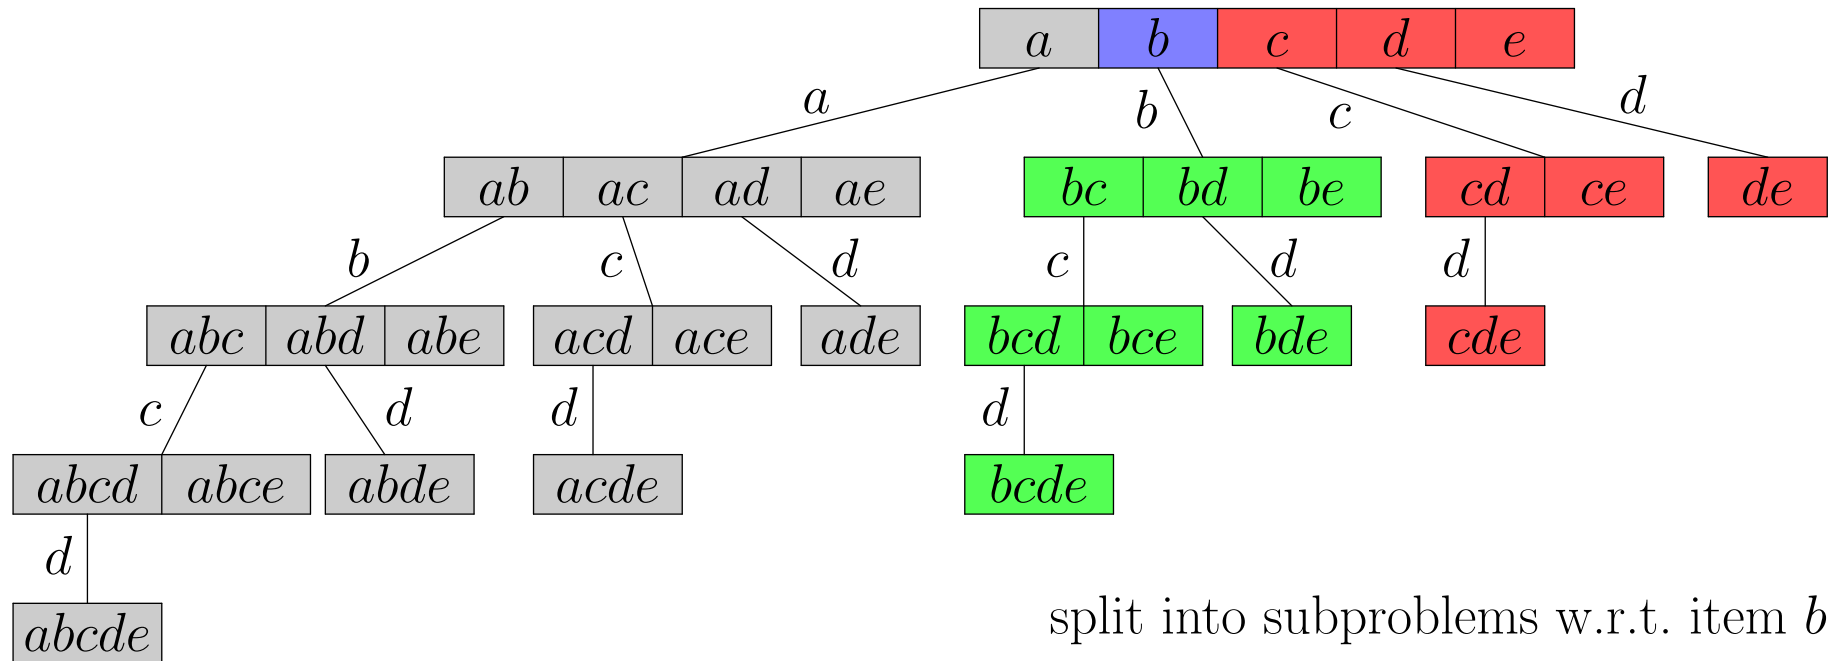 a b c d e
a b c d
ab ac ad ae bc bd be cd ce de
b c d c d d
abc abd abe acd ace ade bcd bce bde cde
c d d d
abcd abce abde acde bcde
d
abcde
split into subproblems w.r.t. item b